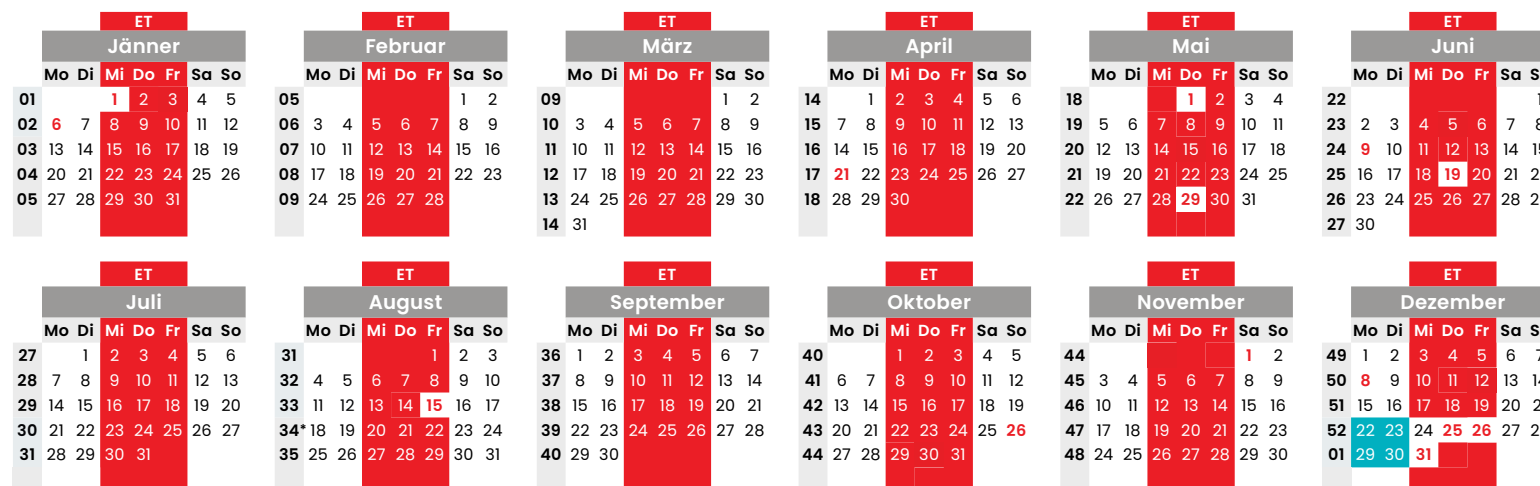 ET
Jänner
Mo Di Mi Do Fr Sa So
01 1 2 3 4 5
02 6 7 8 9 10 11 12
03 13 14 15 16 17 18 19
04 20 21 22 23 24 25 26
05 27 28 29 30 31
ET
Februar
Mo Di Mi Do Fr Sa So
05 1 2
06 3 4 5 6 7 8 9
07 10 11 12 13 14 15 16
08 17 18 19 20 21 22 23
09 24 25 26 27 28
ET
März
Mo Di Mi Do Fr Sa So
09 1 2
10 3 4 5 6 7 8 9
11 10 11 12 13 14 15 16
12 17 18 19 20 21 22 23
13 24 25 26 27 28 29 30
14 31
ET
April
Mo Di Mi Do Fr Sa So
14 1 2 3 4 5 6
15 7 8 9 10 11 12 13
16 14 15 16 17 18 19 20
17 21 22 23 24 25 26 27
18 28 29 30
ET
Mai
Mo Di Mi Do Fr Sa So
18 1 2 3 4
19 5 6 7 8 9 10 11
20 12 13 14 15 16 17 18
21 19 20 21 22 23 24 25
22 26 27 28 29 30 31
ET
Juni
Mo Di Mi Do Fr Sa S
22 1
23 2 3 4 5 6 7 8
24 9 10 11 12 13 14 15
25 16 17 18 19 20 21 2
26 23 24 25 26 27 28 2
27 30
ET
Juli
Mo Di Mi Do Fr Sa So
27 1 2 3 4 5 6
28 7 8 9 10 11 12 13
29 14 15 16 17 18 19 20
30 21 22 23 24 25 26 27
31 28 29 30 31
ET
August
Mo Di Mi Do Fr Sa So
31 1 2 3
32 4 5 6 7 8 9 10
33 11 12 13 14 15 16 17
34* 18 19 20 21 22 23 24
35 25 26 27 28 29 30 31
ET
September
Mo Di Mi Do Fr Sa So
36 1 2 3 4 5 6 7
37 8 9 10 11 12 13 14
38 15 16 17 18 19 20 21
39 22 23 24 25 26 27 28
40 29 30
ET
Oktober
Mo Di Mi Do Fr Sa So
40 1 2 3 4 5
41 6 7 8 9 10 11 12
42 13 14 15 16 17 18 19
43 20 21 22 23 24 25 26
44 27 28 29 30 31
ET
November
Mo Di Mi Do Fr Sa So
44 1 2
45 3 4 5 6 7 8 9
46 10 11 12 13 14 15 16
47 17 18 19 20 21 22 23
48 24 25 26 27 28 29 30
ET
Dezember
Mo Di Mi Do Fr Sa S
49 1 2 3 4 5 6 7
50 8 9 10 11 12 13 14
51 15 16 17 18 19 20 2
52 22 23 24 25 26 27 2
01 29 30 31